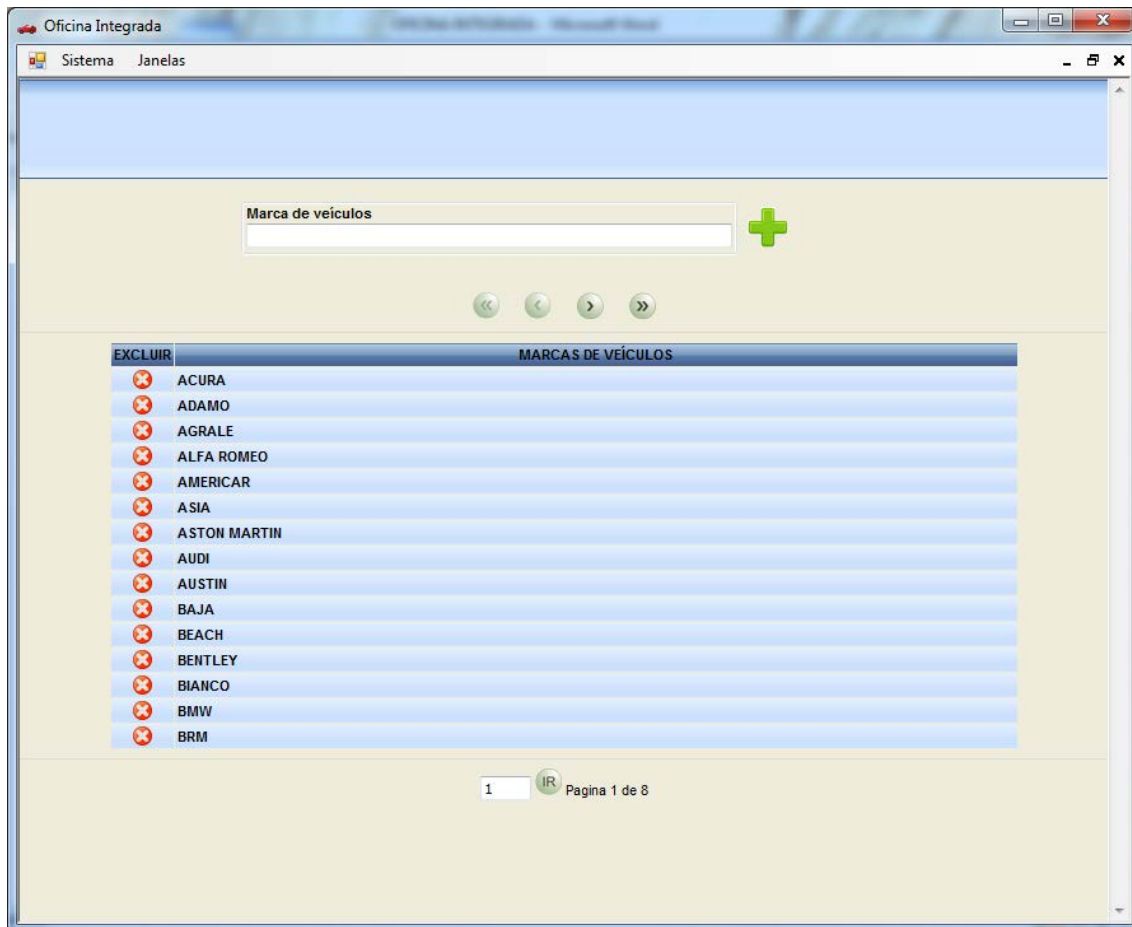 Oficina Integrada
Sistema Janelas
Marca de veículos
EXCLUIR MARCAS DE VEÍCULOS
ACURA
ADAMO
AGRALE
ALFA ROMEO
AMERICAR
ASIA
ASTON MARTIN
AUDI
AUSTIN
BAJA
BEACH
BENTLEY
BIANCO
BMW
BRM
1 IR Pagina 1 de 8